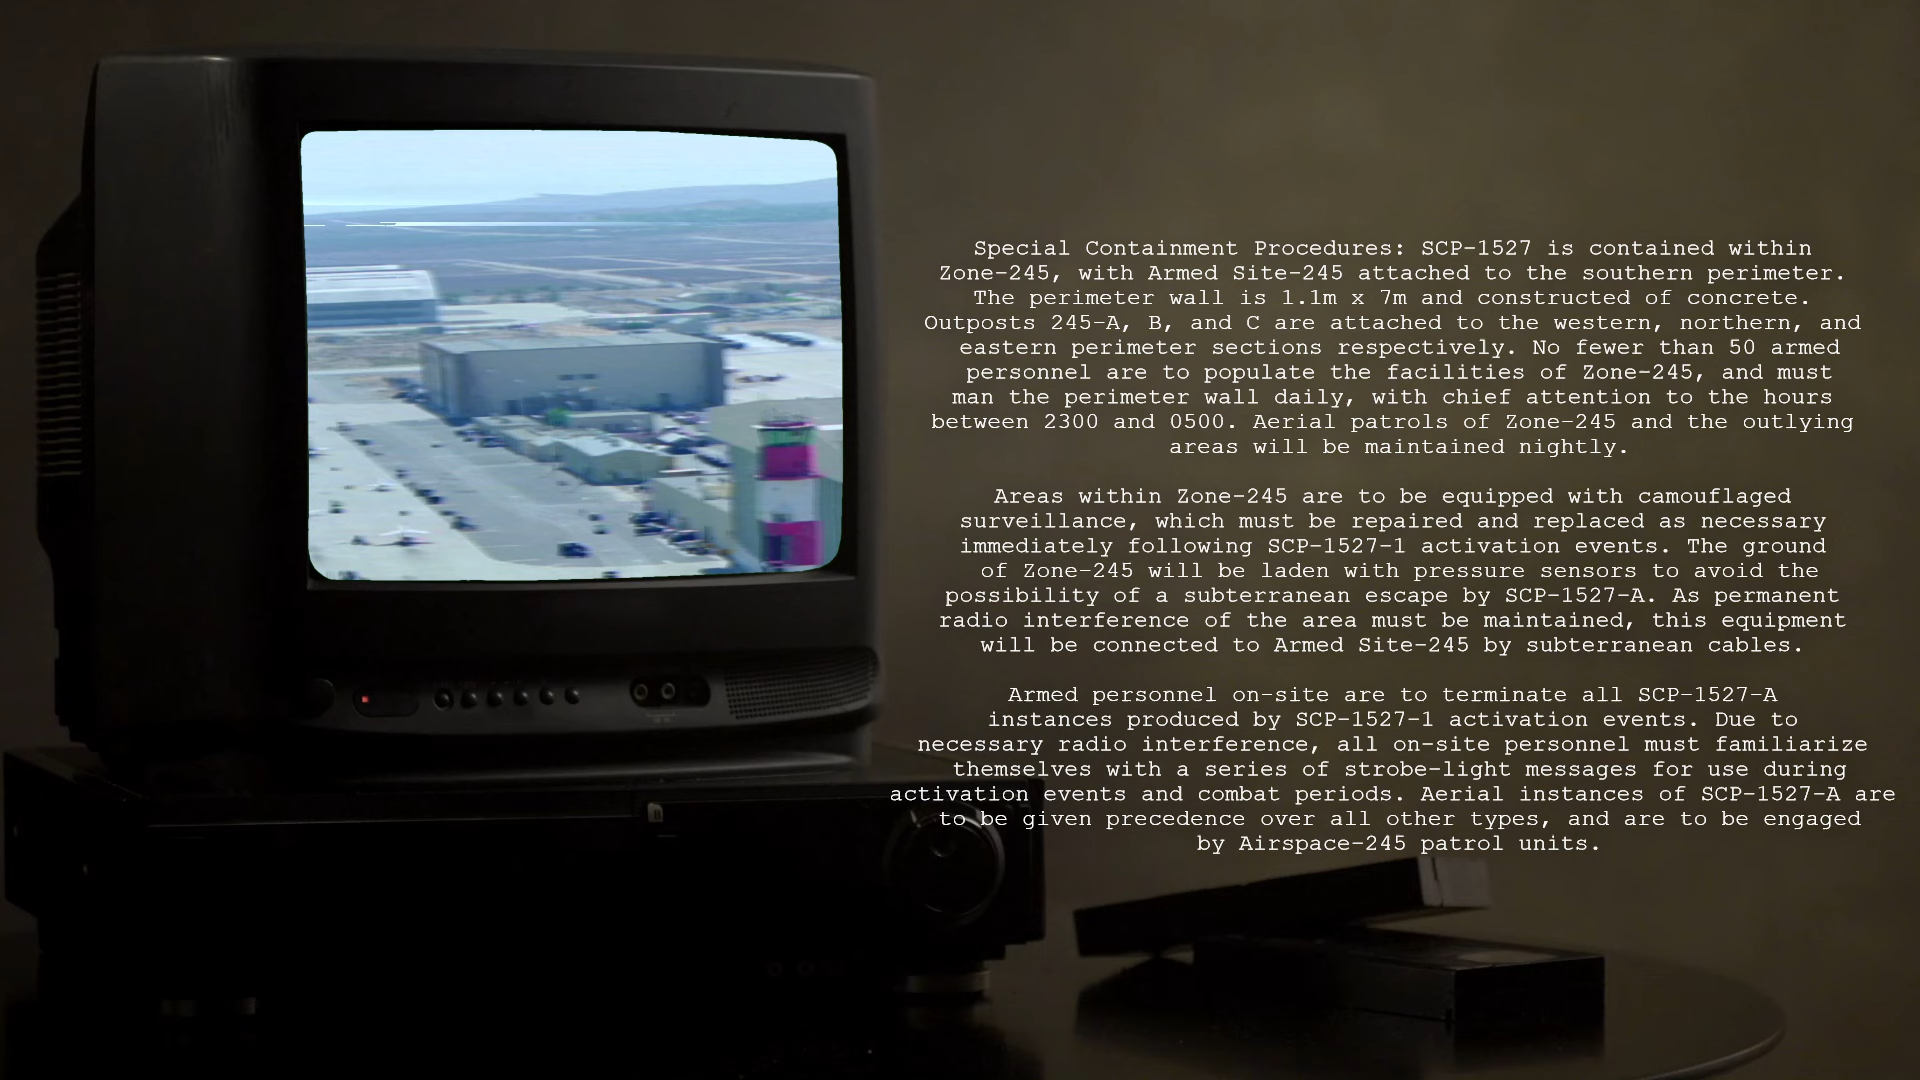 Special Containment Procedures: SCP-1527 is contained within
Zone-245, with Armed Site-245 attached to the southern perimeter.
The perimeter wall is 1.1m x 7m and constructed of concrete.
Outposts 245-A, B, and C are attached to the western, northern, and
eastern perimeter sections respectively. No fewer than 50 armed
personnel are to populate the facilities of Zone-245, and must
man the perimeter wall daily, with chief attention to the hours
between 2300 and 0500. Aerial patrols of Zone-245 and the outlying
areas will be maintained nightly.
Areas within Zone-245 are to be equipped with camouflaged
surveillance, which must be repaired and replaced as necessary
immediately following SCP-1527-1 activation events. The ground
of Zone-245 will be laden with pressure sensors to avoid the
possibility of a subterranean escape by SCP-1527-A. As permanent
radio interference of the area must be maintained, this equipment
will be connected to Armed Site-245 by subterranean cables.
Armed personnel on-site are to terminate all SCP-1527-A
instances produced by SCP-1527-1 activation events. Due to
necessary radio interference, all on-site personnel must familiarize
themselves with a series of strobe-light messages for use during
activation events and combat periods. Aerial instances of SCP-1527-A are
to be given precedence over all other types, and are to be engaged
by Airspace-245 patrol units.